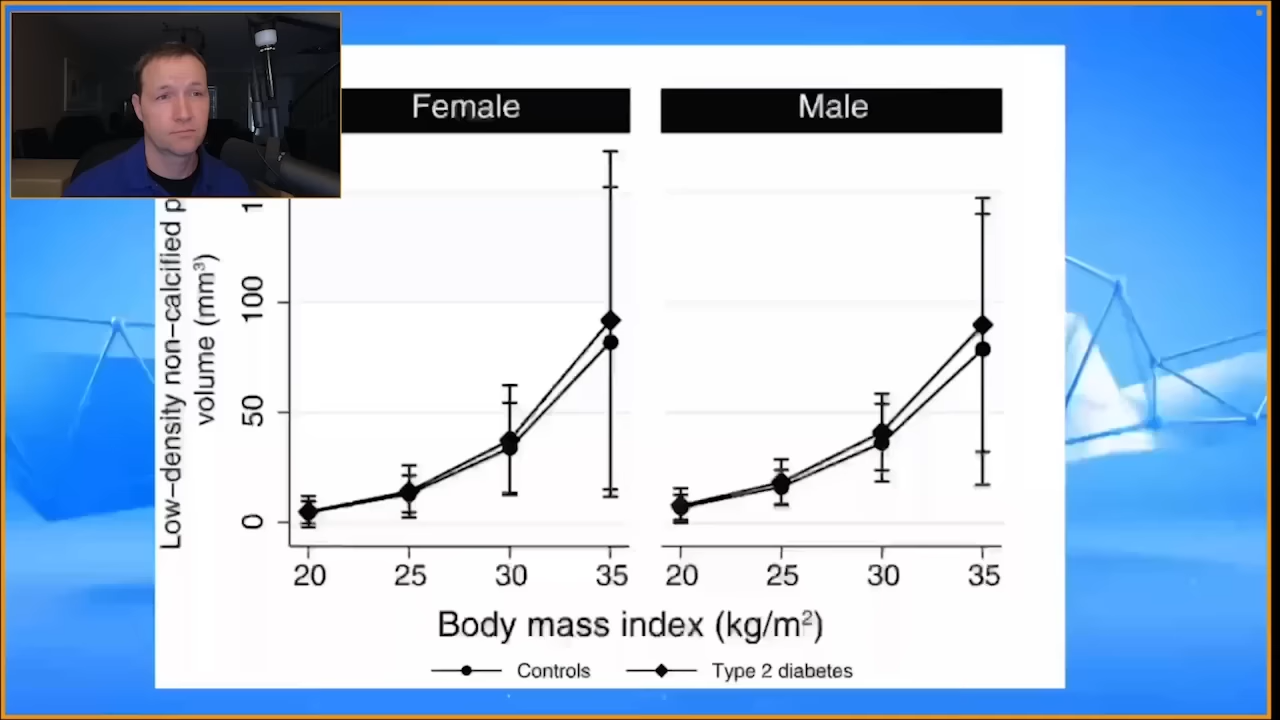 Female
Male
Low−density non−calcified p
volume (mm³)
100
50
0
20 25 30 35
20 25 30 35
Body mass index (kg/m²)
Controls
Type 2 diabetes